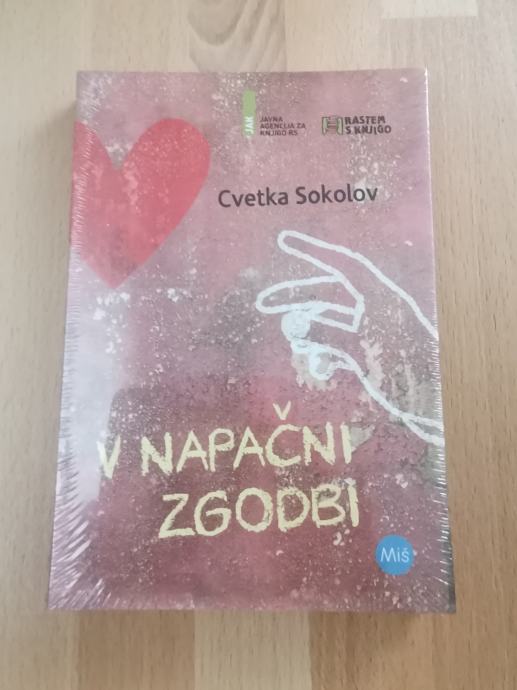 JAK
JAVNA
AGENCIJA ZA
KNJIGO RS
RASTEM
S KNJIGO
Cvetka Sokolov
V NAPAČNI
ZGODBI
Miš